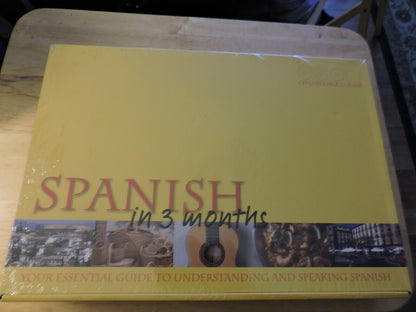 SPANISH
in 3 months
YOUR ESSENTIAL GUIDE TO UNDERSTANDING AND SPEAKING SPANISH